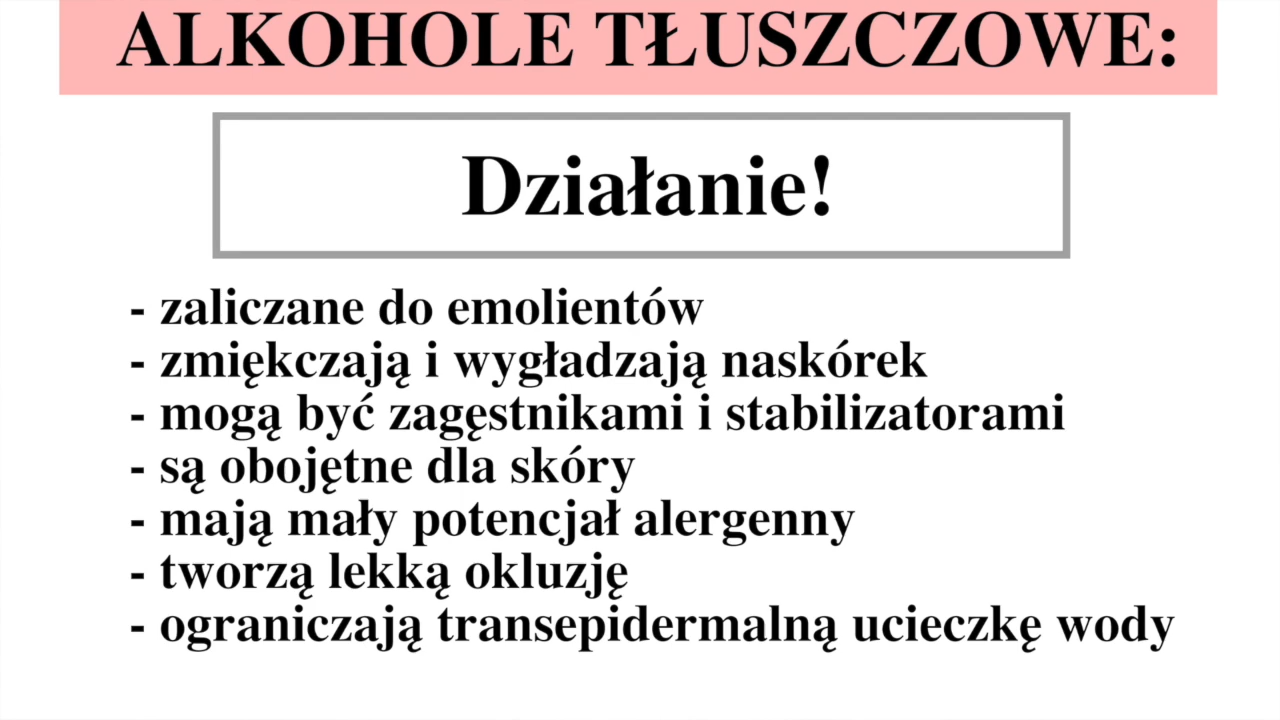 ALKOHOLE TŁUSZCZOWE:
Działanie!
- zaliczane do emolientów
- zmiękczają i wygładzają naskórek
- mogą być zagęstnikami i stabilizatorami
- są obojętne dla skóry
- mają mały potencjał alergenny
- tworzą lekką okluzję
- ograniczają transepidermalną ucieczkę wody